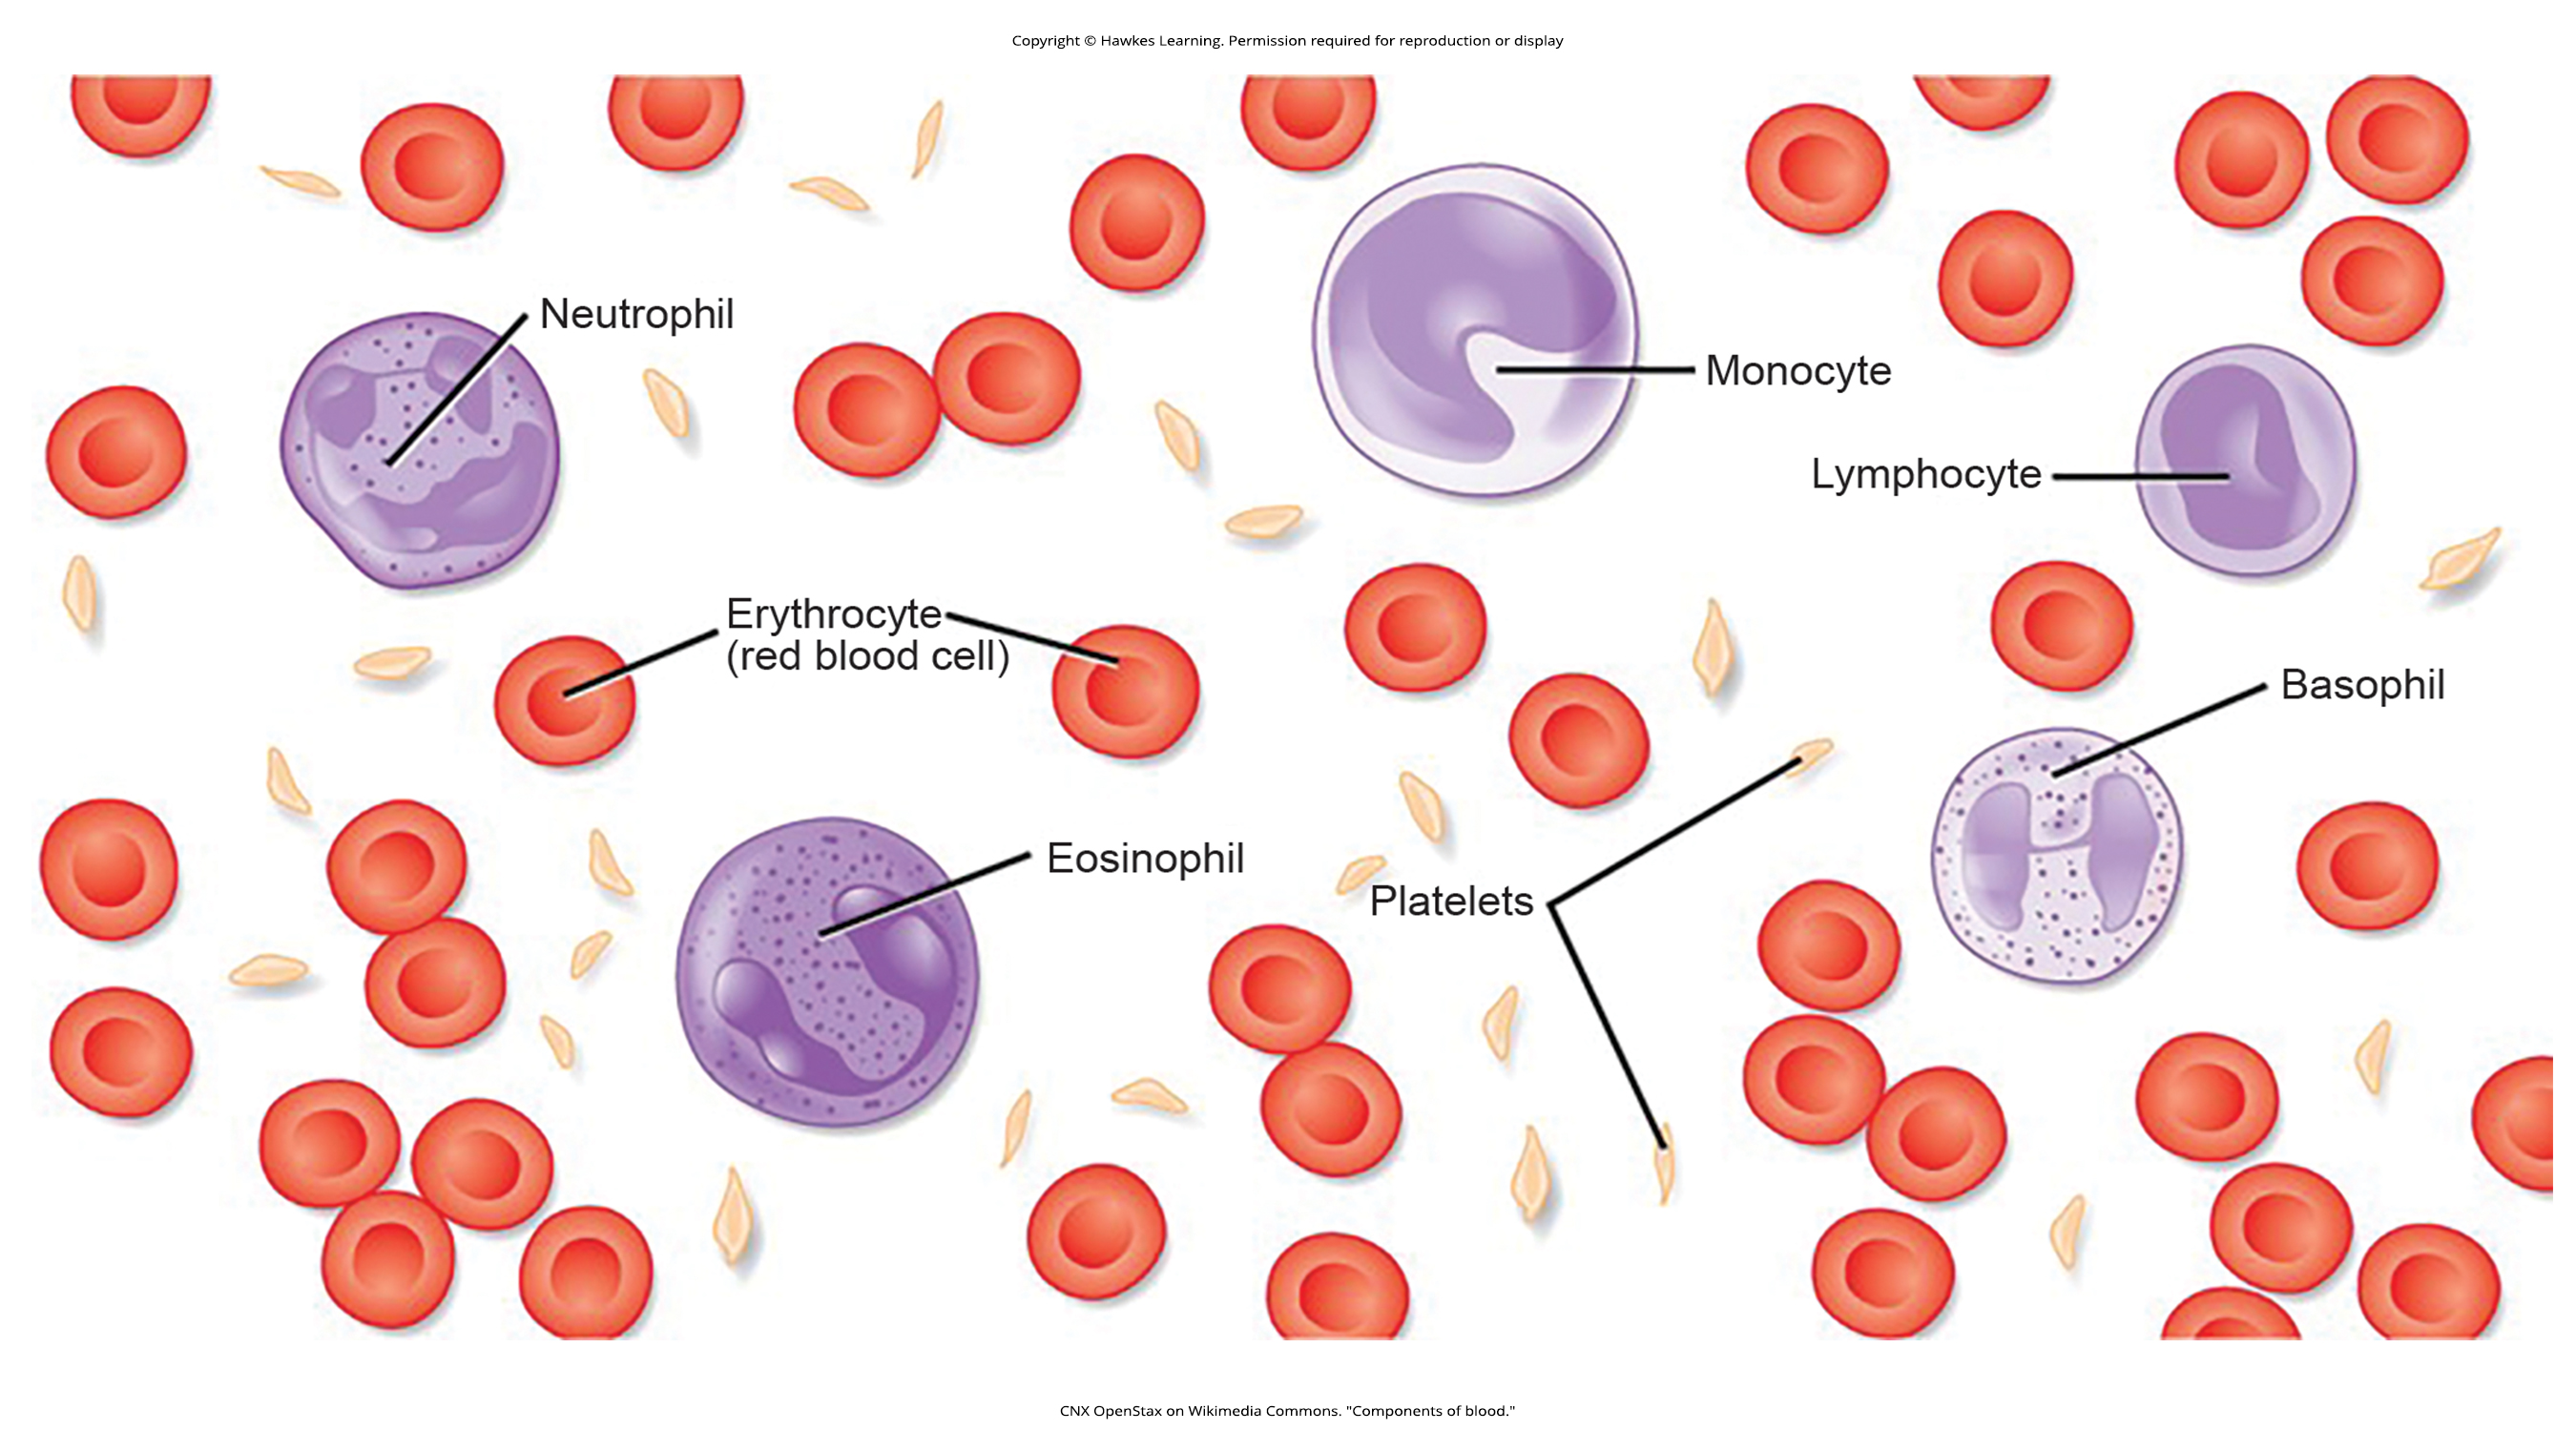 Copyright © Hawkes Learning. Permission required for reproduction or display
Neutrophil
Monocyte
Lymphocyte
Erythrocyte
(red blood cell)
Basophil
Eosinophil
Platelets
CNX OpenStax on Wikimedia Commons. "Components of blood."